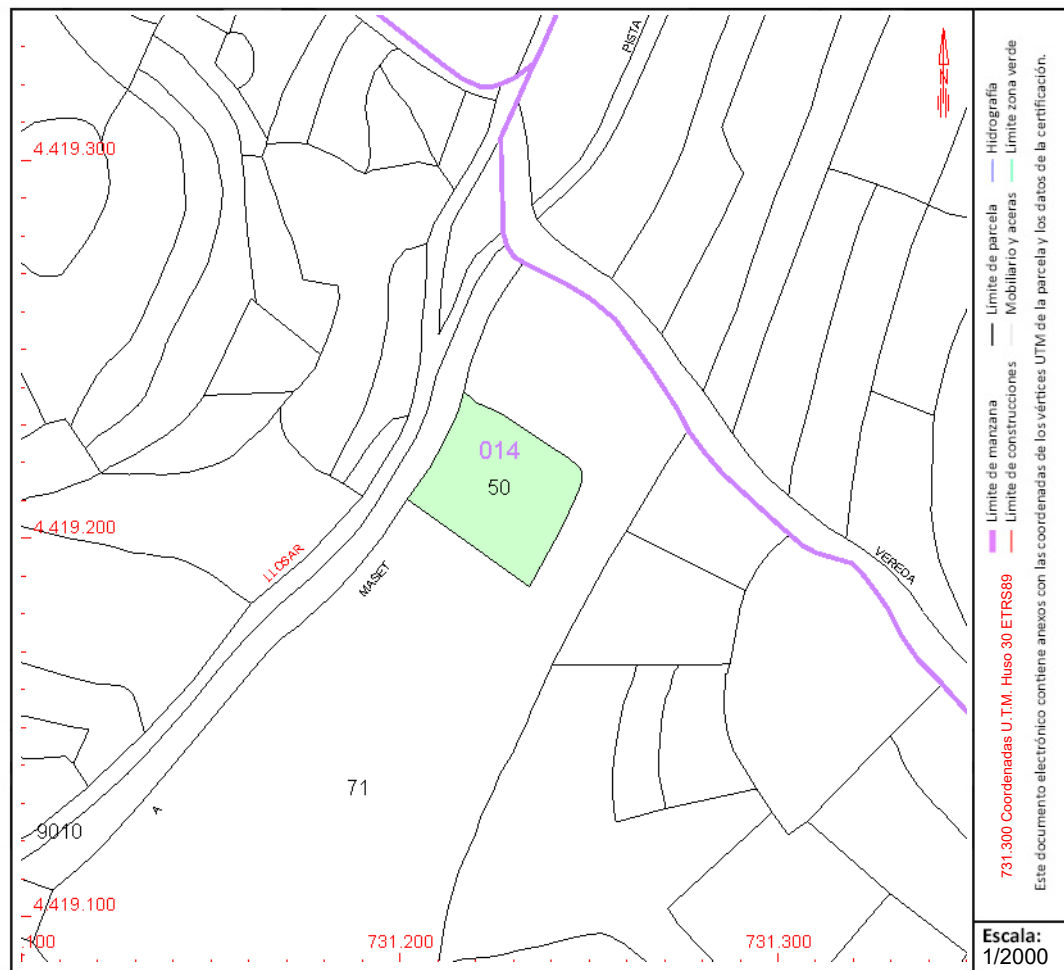 PISTA
4.419.300
014
50
4.419.200
LLOSAR
MASET
VEREDA
71
A
9010
4.419.100
.100
731.200
731.300
N
Límite de manzana
Límite de parcela
Hidrografía
Límite de construcciones
Mobiliario y aceras
Límite zona verde
731.300 Coordenadas U.T.M. Huso 30 ETRS89
Este documento electrónico contiene anexos con las coordenadas de los vértices UTM de la parcela y los datos de la certificación.
Escala:
1/2000